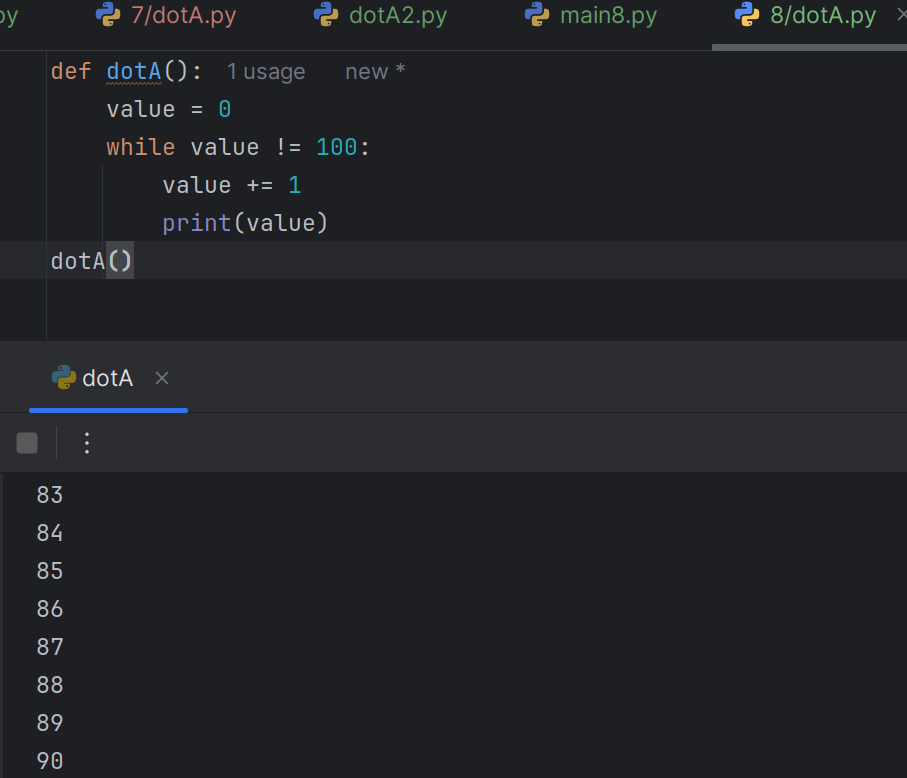 py 7/dotA.py dotA2.py main8.py 8/dotA.py
def dotA(): 1 usage new *
    value = 0
    while value != 100:
        value += 1
        print(value)
dotA()
dotA
83
84
85
86
87
88
89
90